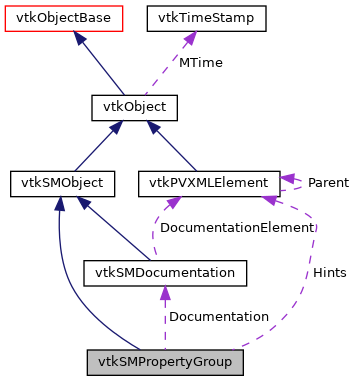 vtkObjectBase
vtkTimeStamp
MTime
vtkObject
vtkSMObject
vtkPVXMLElement
Parent
DocumentationElement
vtkSMDocumentation
Hints
Documentation
vtkSMPropertyGroup